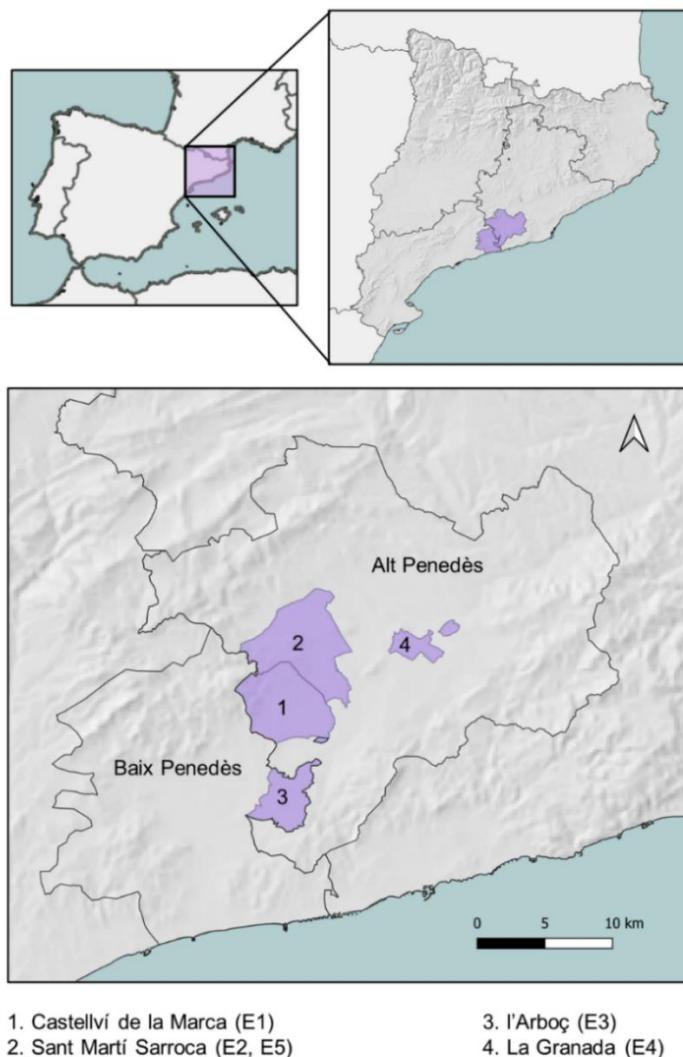 Alt Penedès
2
4
1
Baix Penedès
3
0 5 10 km
1. Castellví de la Marca (E1)
2. Sant Martí Sarroca (E2, E5)
3. l'Arboç (E3)
4. La Granada (E4)